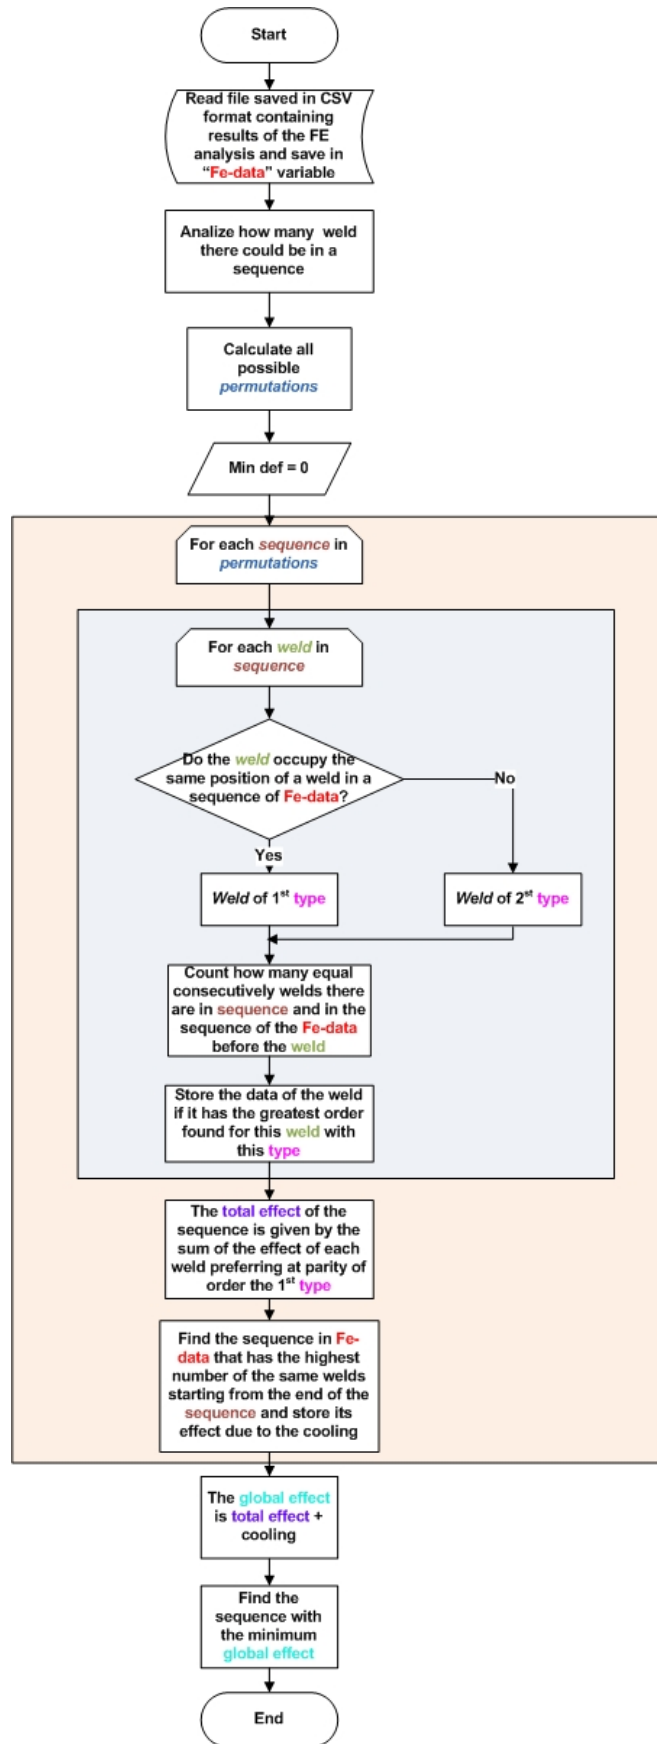 Start
Read file saved in CSV
format containing
results of the FE
analysis and save in
“Fe-data” variable
Analize how many weld
there could be in a
sequence
Calculate all
possible
permutations
Min def = 0
For each sequence in
permutations
For each weld in
sequence
Do the weld occupy the
same position of a weld in a
sequence of Fe-data?
No
Yes
Weld of 1st type
Weld of 2st type
Count how many equal
consecutively welds there
are in sequence and in the
sequence of the Fe-data
before the weld
Store the data of the weld
if it has the greatest order
found for this weld with
this type
The total effect of the
sequence is given by the
sum of the effect of each
weld preferring at parity of
order the 1st type
Find the sequence in Fe-
data that has the highest
number of the same welds
starting from the end of the
sequence and store its
effect due to the cooling
The global effect
is total effect +
cooling
Find the
sequence with
the minimum
global effect
End